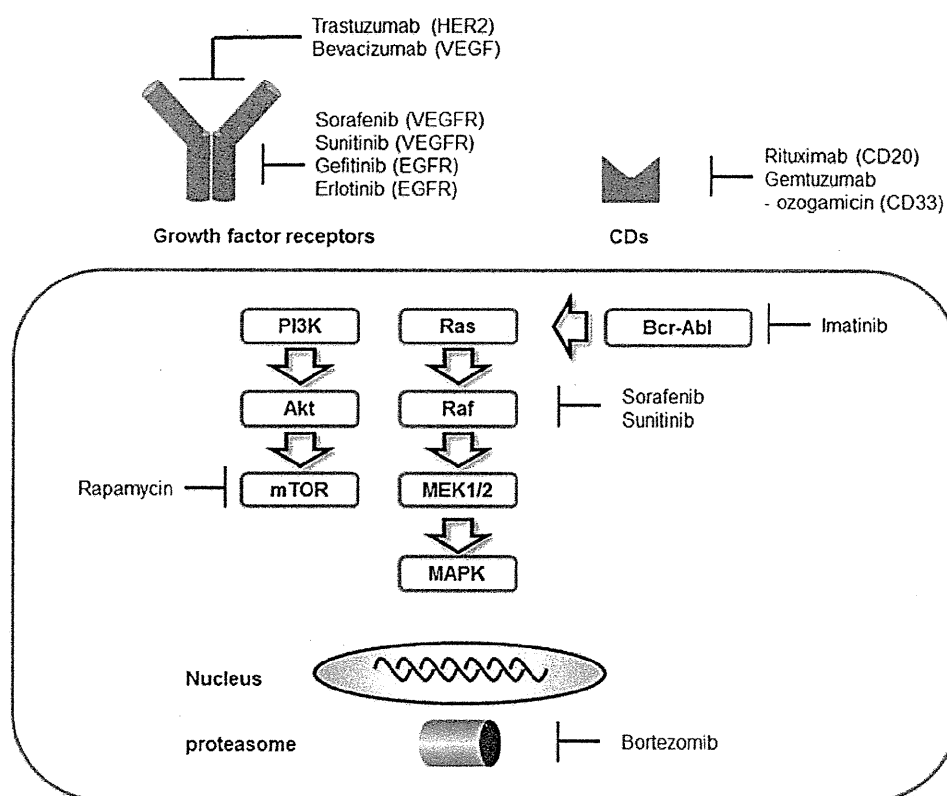 Trastuzumab (HER2)
Bevacizumab (VEGF)
Sorafenib (VEGFR)
Sunitinib (VEGFR)
Gefitinib (EGFR)
Erlotinib (EGFR)
Rituximab (CD20)
Gemtuzumab
- ozogamicin (CD33)
Growth factor receptors
CDs
PI3K
Ras
Bcr-Abl
Imatinib
Akt
Raf
Sorafenib
Sunitinib
Rapamycin
mTOR
MEK1/2
MAPK
Nucleus
proteasome
Bortezomib